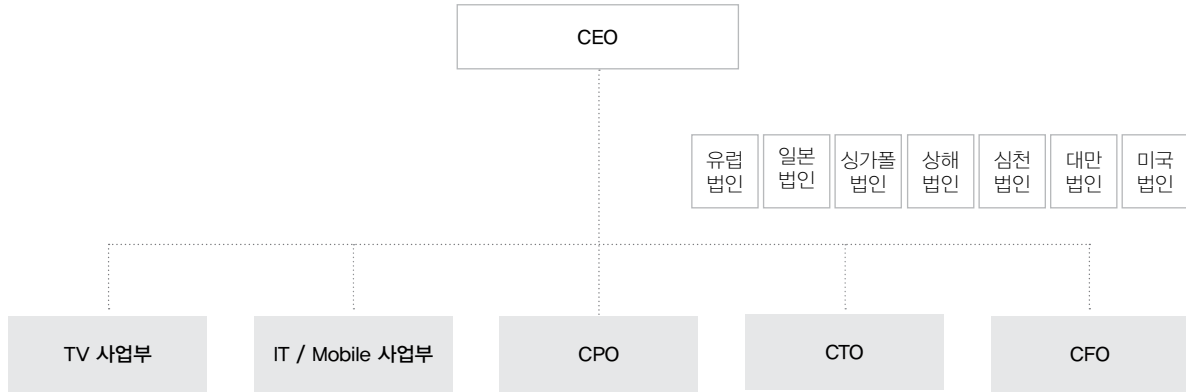 CEO
유럽
법인
일본
법인
싱가폴
법인
상해
법인
심천
법인
대만
법인
미국
법인
TV 사업부
IT / Mobile 사업부
CPO
CTO
CFO